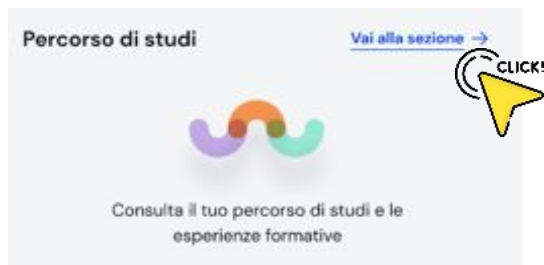 Percorso di studi
Vai alla sezione →
CLICK!
Consulta il tuo percorso di studi e le
esperienze formative